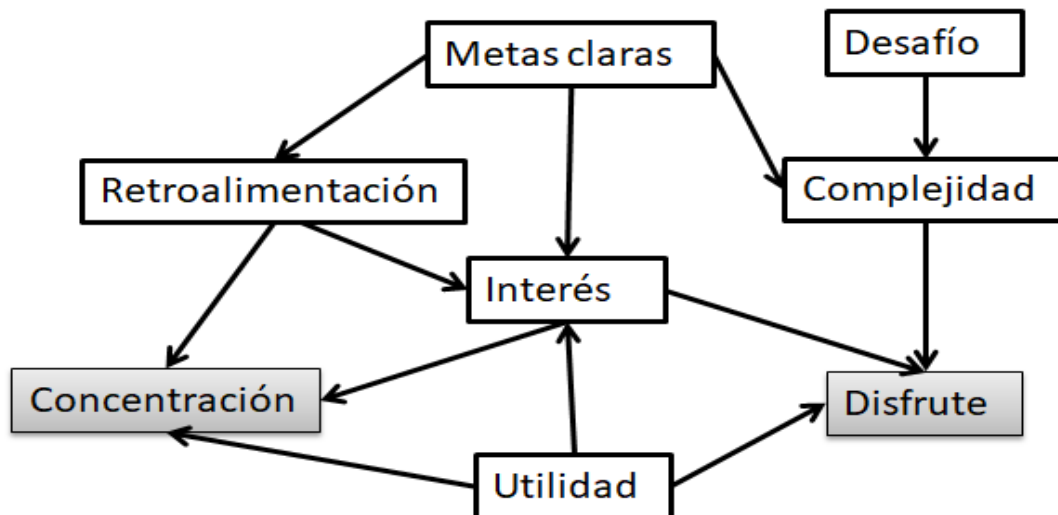 Metas claras
Desafío
Retroalimentación
Complejidad
Interés
Concentración
Disfrute
Utilidad